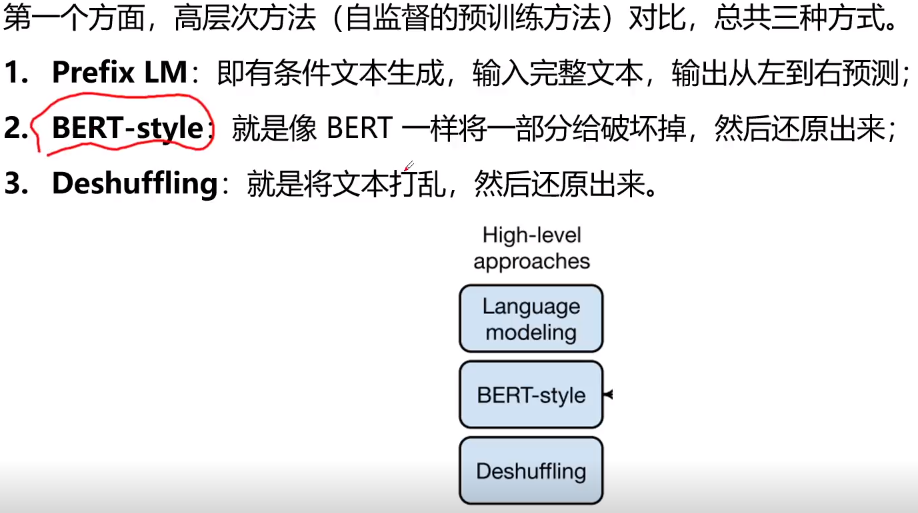 第一个方面，高层次方法（自监督的预训练方法）对比，总共三种方式。
1. Prefix LM：即有条件文本生成，输入完整文本，输出从左到右预测；
2. BERT-style：就是像 BERT 一样将一部分给破坏掉，然后还原出来；
3. Deshuffling：就是将文本打乱，然后还原出来。
High-level
approaches
Language
modeling
BERT-style
Deshuffling